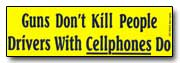 Guns Don't Kill People
Drivers With Cellphones Do